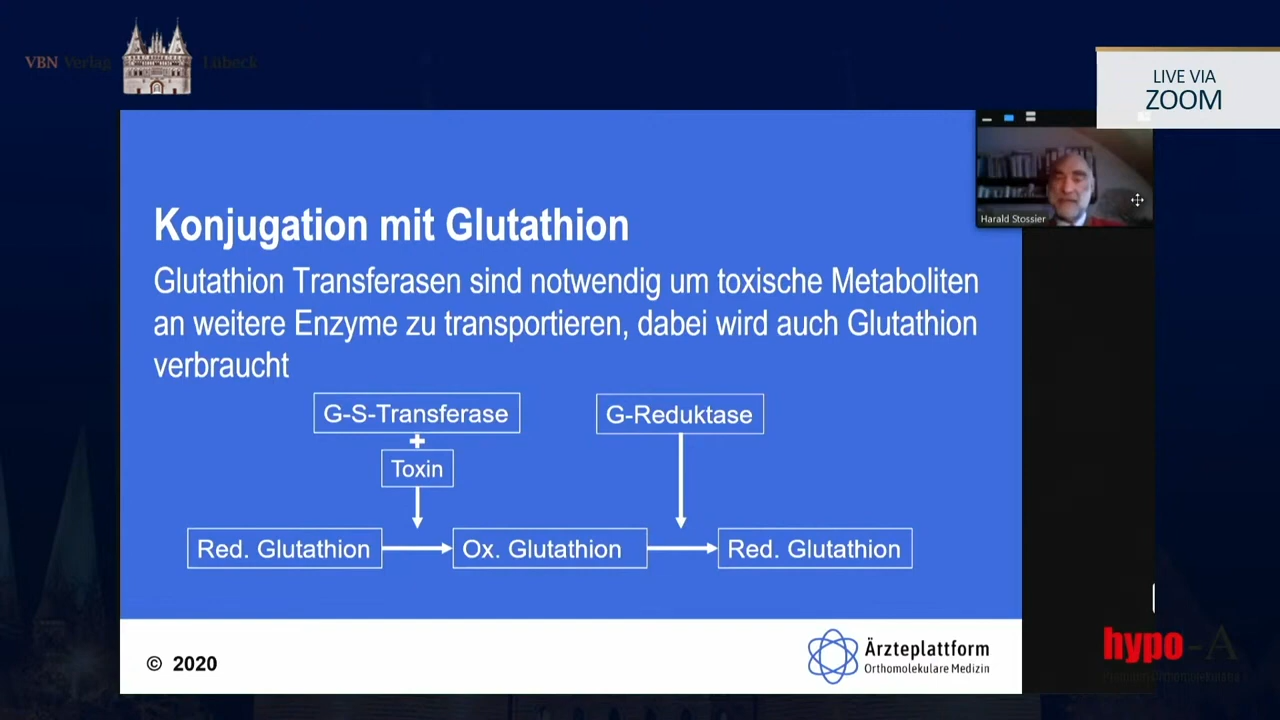 VBN Verlag Lübeck
LIVE VIA
ZOOM
Harald Stossier
Konjugation mit Glutathion
Glutathion Transferasen sind notwendig um toxische Metaboliten
an weitere Enzyme zu transportieren, dabei wird auch Glutathion
verbraucht
G-S-Transferase
G-Reduktase
Toxin
Red. Glutathion
Ox. Glutathion
Red. Glutathion
© 2020
Ärzteplattform
Orthomolekulare Medizin
hypo-A